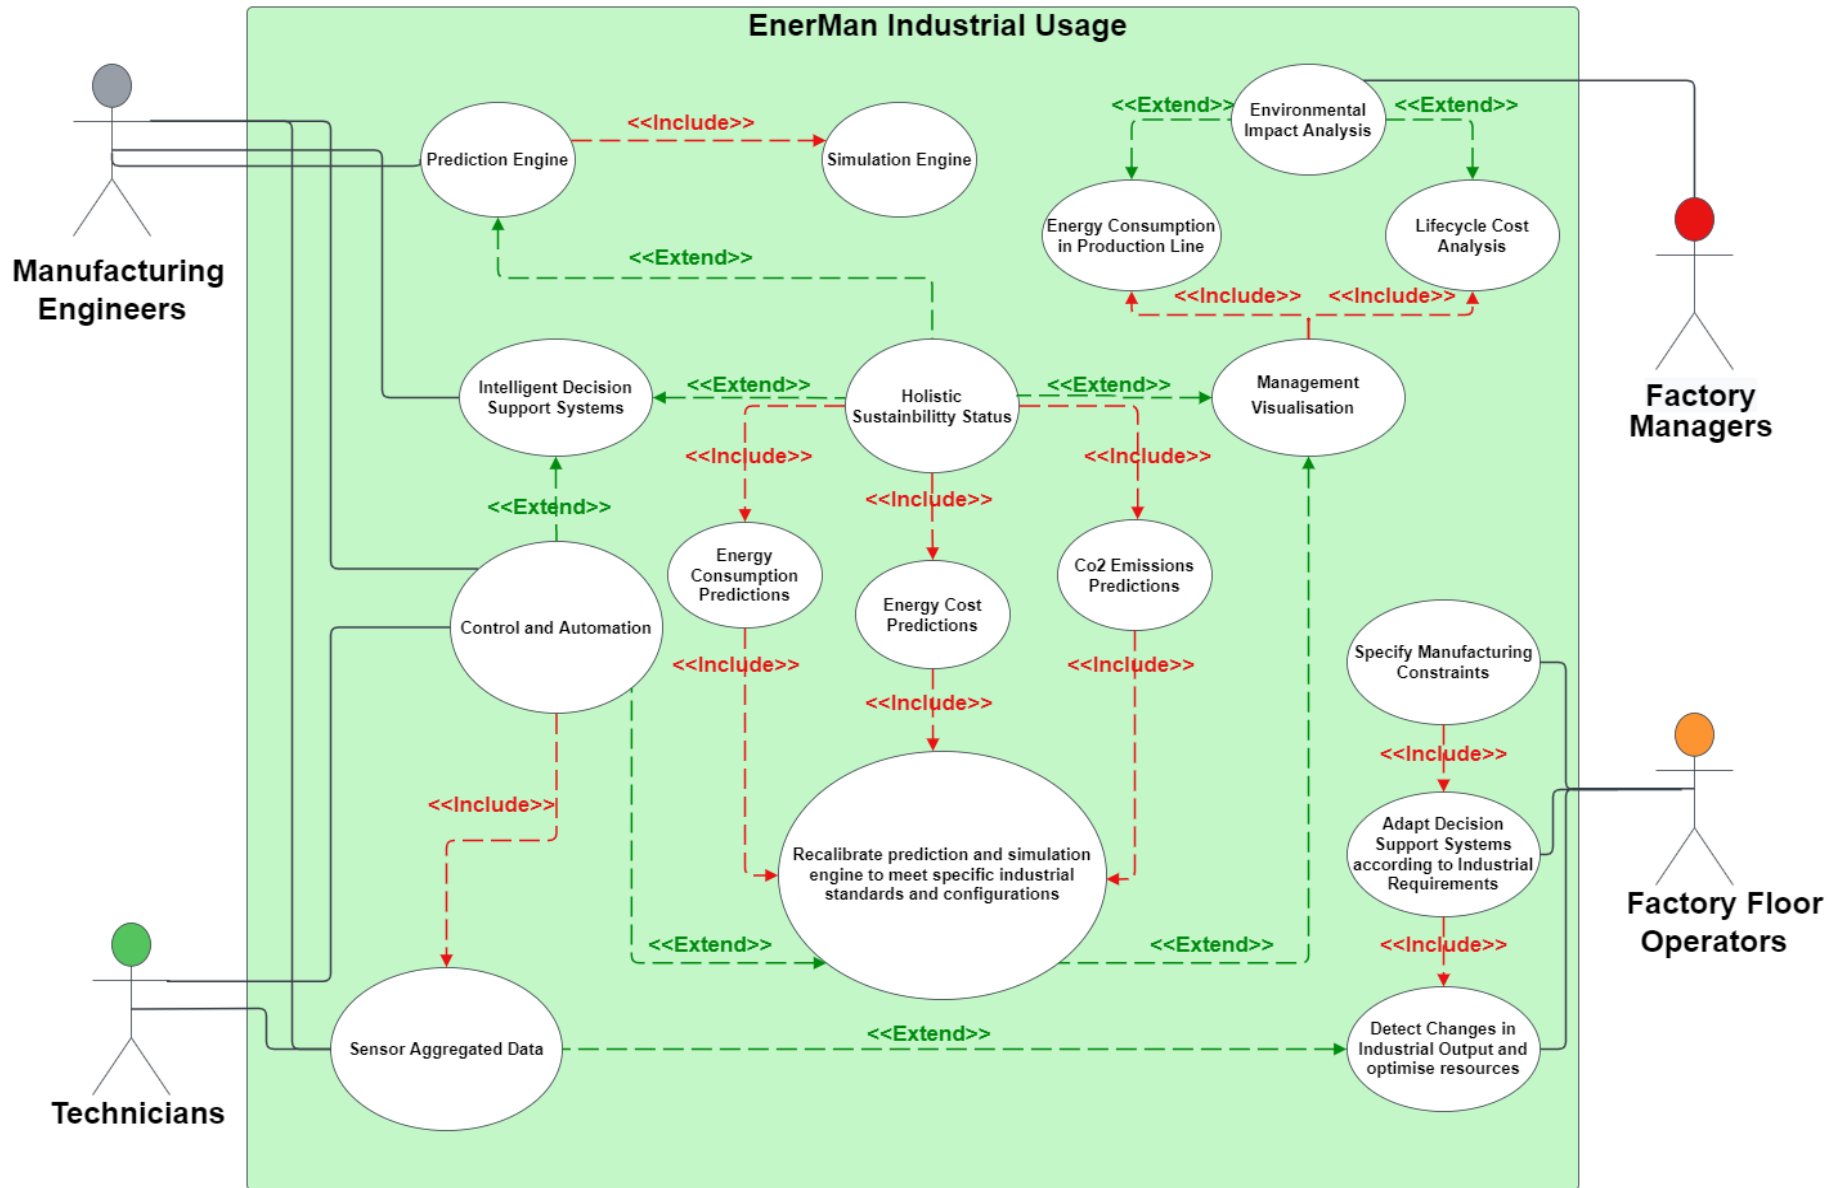 EnerMan Industrial Usage
<<Include>>
<<Extend>>
<<Extend>>
Environmental
Impact Analysis
Prediction Engine
Simulation Engine
Energy Consumption
in Production Line
Lifecycle Cost
Analysis
Manufacturing
Engineers
<<Extend>>
<<Include>>
<<Include>>
Intelligent Decision
Support Systems
<<Extend>>
Holistic
Sustainbilitty Status
<<Extend>>
Management
Visualisation
Factory
Managers
<<Include>>
<<Include>>
<<Extend>>
<<Include>>
Energy
Consumption
Predictions
Co2 Emissions
Predictions
Energy Cost
Predictions
Control and Automation
Specify Manufacturing
Constraints
<<Include>>
<<Include>>
<<Include>>
<<Include>>
<<Include>>
Adapt Decision
Support Systems
according to Industrial
Requirements
Recalibrate prediction and simulation
engine to meet specific industrial
standards and configurations
Factory Floor
Operators
<<Extend>>
<<Extend>>
<<Include>>
<<Extend>>
Sensor Aggregated Data
Detect Changes in
Industrial Output and
optimise resources
Technicians